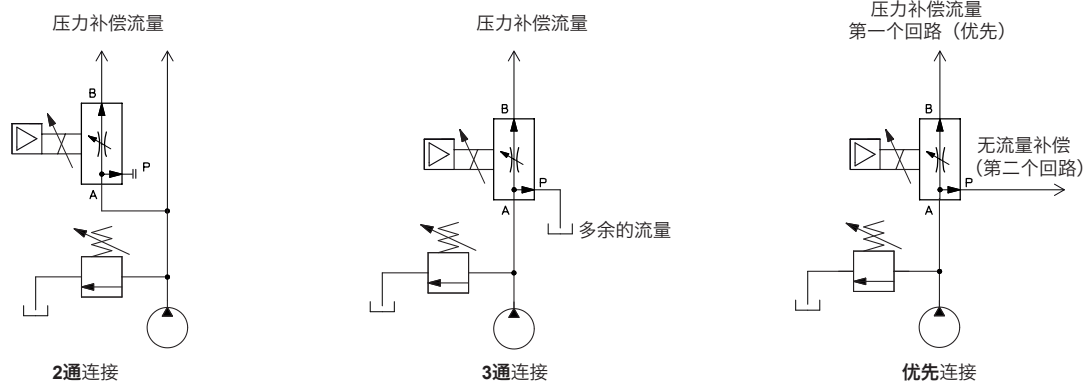 压力补偿流量
B
P
A
2通连接
压力补偿流量
B
P
A
多余的流量
3通连接
压力补偿流量
第一个回路（优先）
B
P
A
无流量补偿
（第二个回路）
优先连接